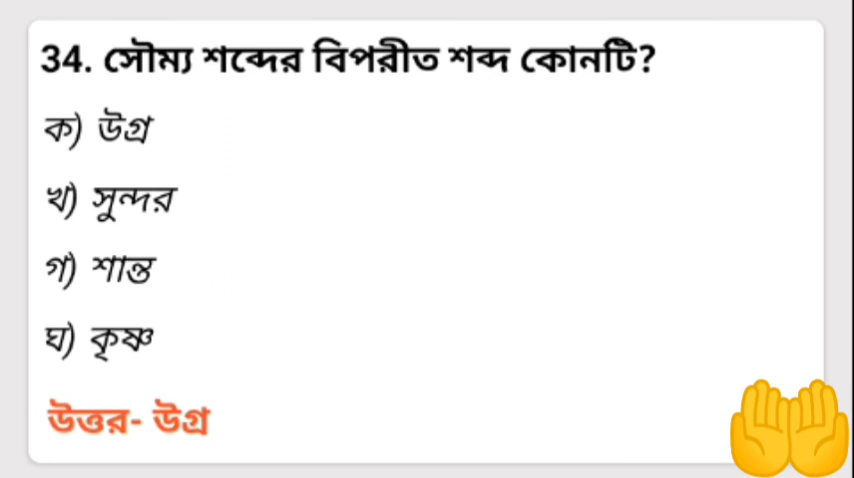 34. সৌম্য শব্দের বিপরীত শব্দ কোনটি?
ক) উগ্র
খ) সুন্দর
গ) শান্ত
ঘ) কৃষ্ণ
উত্তর- উগ্র